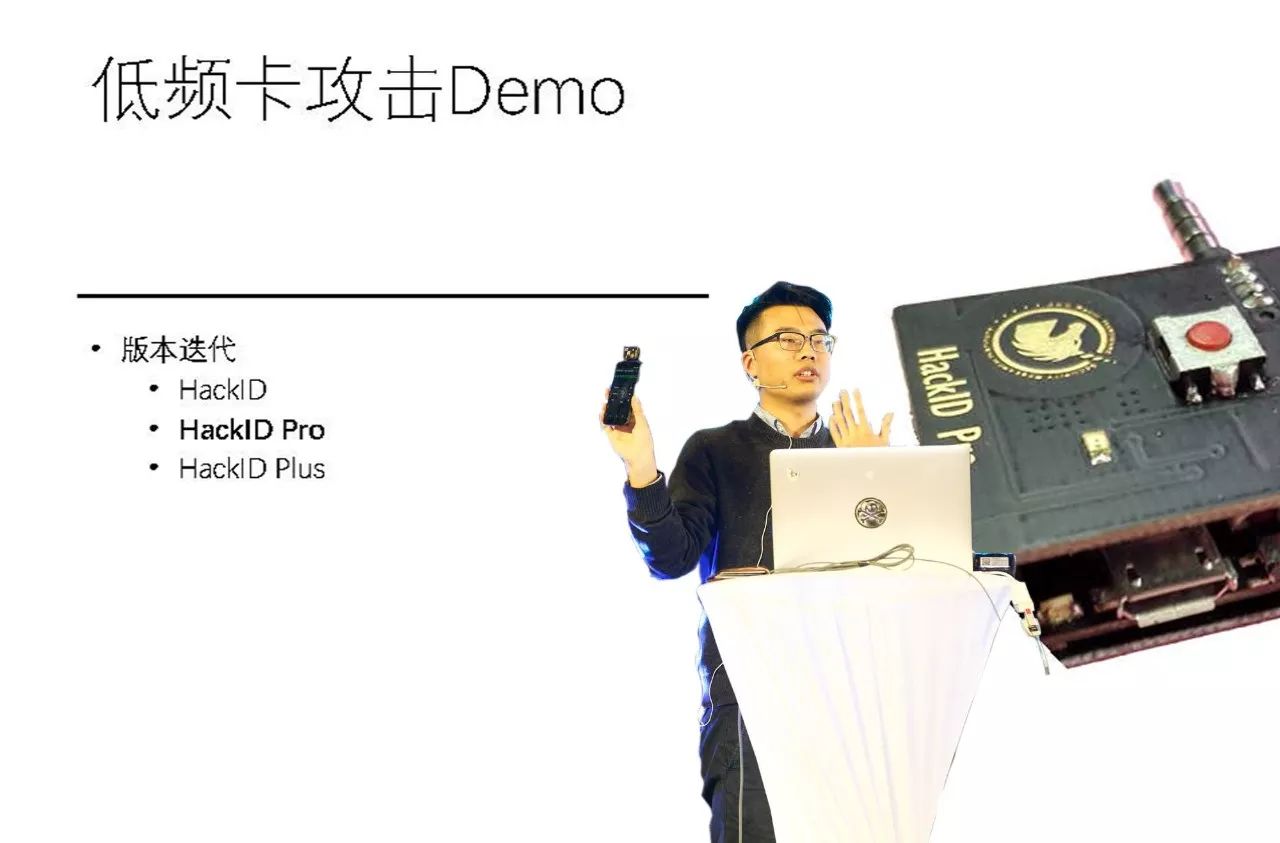 低频卡攻击Demo
• 版本迭代
• HackID
• HackID Pro
• HackID Plus
HackID Pro